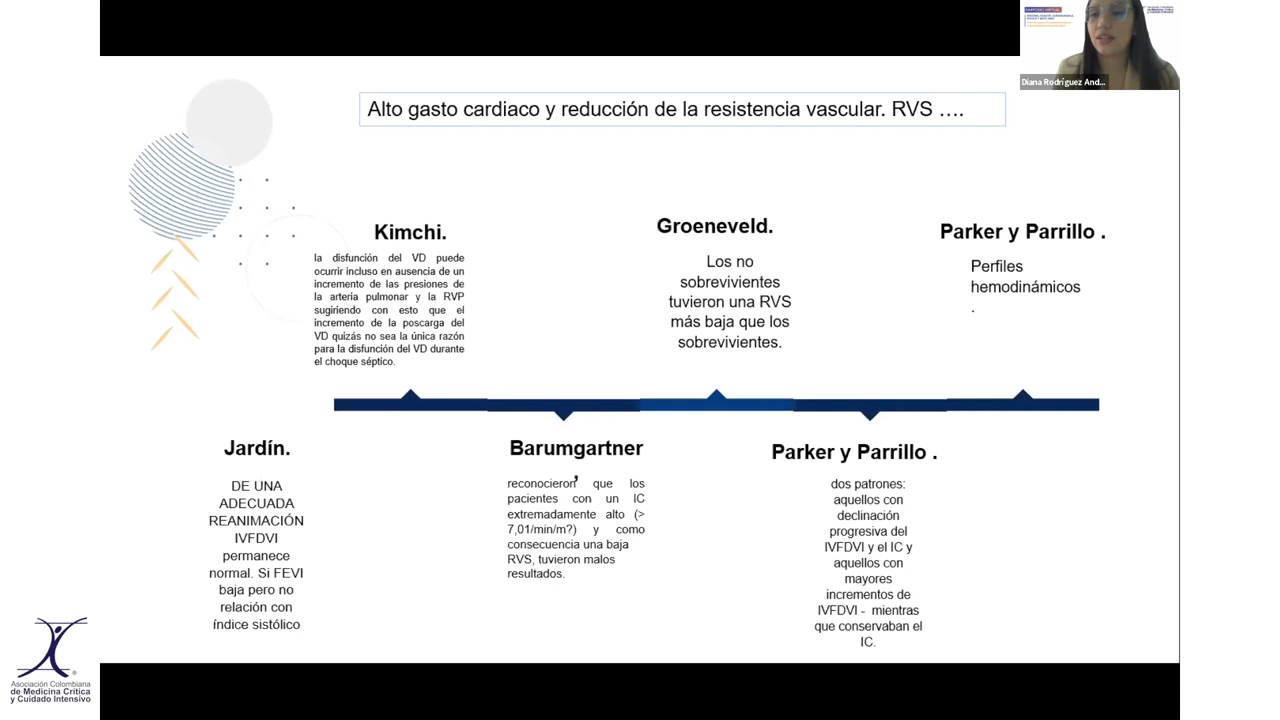 SIMPOSIO VIRTUAL
Diana Rodríguez And...
Alto gasto cardiaco y reducción de la resistencia vascular. RVS ....
Kimchi.
la disfunción del VD puede
ocurrir incluso en ausencia de un
incremento de las presiones de
la arteria pulmonar y la RVP
sugiriendo con esto que el
incremento de la poscarga del
VD quizás no sea la única razón
para la disfunción del VD durante
el choque séptico.
Groeneveld.
Los no
sobrevivientes
tuvieron una RVS
más baja que los
sobrevivientes.
Parker y Parrillo .
Perfiles
hemodinámicos
.
Jardín.
DE UNA
ADECUADA
REANIMACIÓN
IVFDVI
permanece
normal. Si FEVI
baja pero no
relación con
índice sistólico
Barumgartner
,
reconocieron que los
pacientes con un IC
extremadamente alto (>
7,01/min/m?) y como
consecuencia una baja
RVS, tuvieron malos
resultados.
Parker y Parrillo .
dos patrones:
aquellos con
declinación
progresiva del
IVFDVI y el IC y
aquellos con
mayores
incrementos de
IVFDVI - mientras
que conservaban el
IC.
Asociación Colombiana
de Medicina Crítica
y Cuidado Intensivo